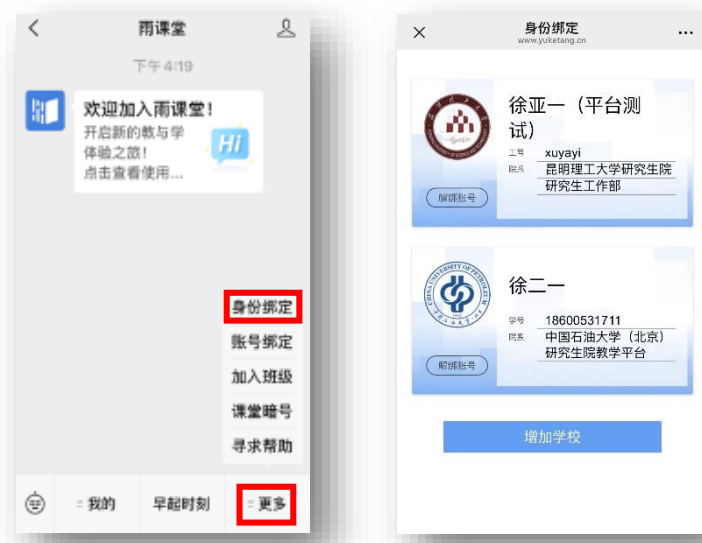 雨课堂
下午4:19
欢迎加入雨课堂!
开启新的教与学
体验之旅!
点击查看使用...
Hi
身份绑定
账号绑定
加入班级
课堂暗号
寻求帮助
我的
早起时刻
更多
身份绑定
www.yuketang.cn
徐亚一（平台测
试）
工号 xuyayi
院系 昆明理工大学研究生院
研究生工作部
解绑账号
CHINA UNIVERSITY OF PETROLEUM
徐二一
学号 18600531711
院系 中国石油大学（北京）
研究生院教学平台
解绑账号
增加学校